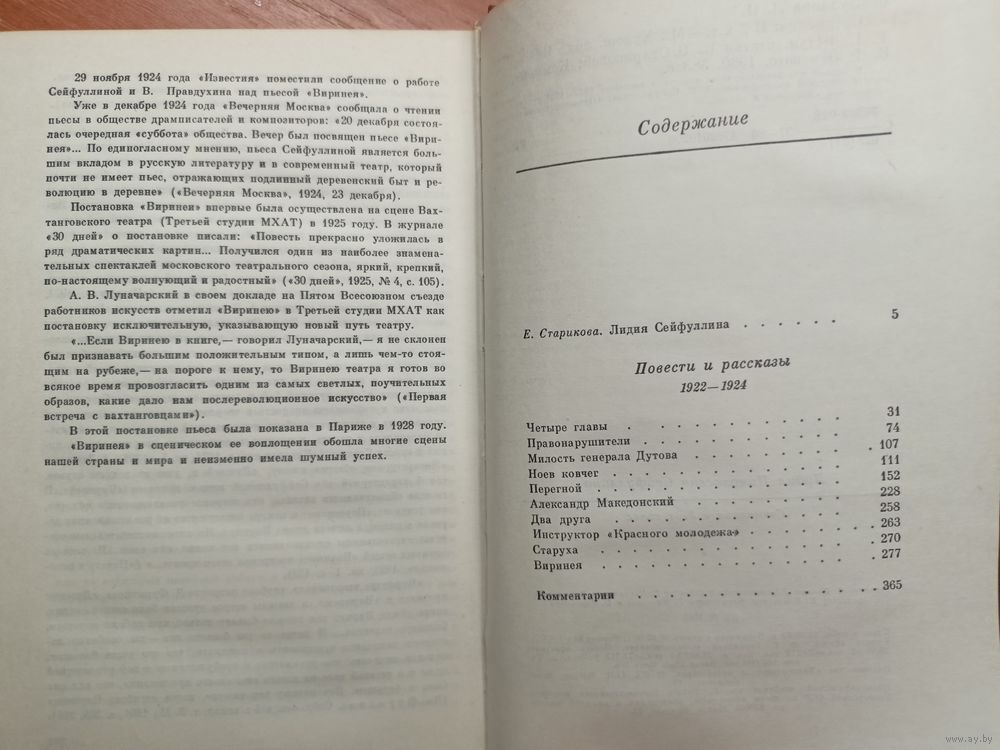 29 ноября 1924 года «Известия» поместили сообщение о работе
Сейфуллиной и В. Правдухина над пьесой «Виринея».
Уже в декабре 1924 года «Вечерняя Москва» сообщала о чтении
пьесы в обществе драмписателей и композиторов: «20 декабря состоя-
лась очередная «суббота» общества. Вечер был посвящен пьесе «Вири-
нея»... По единогласному мнению, пьеса Сейфуллиной является боль-
шим вкладом в русскую литературу и в современный театр, который
почти не имеет пьес, отражающих подлинный деревенский быт и ре-
волюцию в деревне» («Вечерняя Москва», 1924, 23 декабря).
Постановка «Виринеи» впервые была осуществлена на сцене Вах-
танговского театра (Третьей студии МХАТ) в 1925 году. В журнале
«30 дней» о постановке писали: «Повесть прекрасно уложилась в
ряд драматических картин... Получился один из наиболее знамена-
тельных спектаклей московского театрального сезона, яркий, крепкий,
по-настоящему волнующий и радостный» («30 дней», 1925, № 4, с. 105).
А. В. Луначарский в своем докладе на Пятом Всесоюзном съезде
работников искусств отметил «Виринею» в Третьей студии МХАТ как
постановку исключительную, указывающую новый путь театру.
«...Если Виринею в книге,— говорил Луначарский,— я не склонен
был признавать большим положительным типом, а лишь чем-то стоя-
щим на рубеже,— на пороге к нему, то Виринею театра я готов во
всякое время провозгласить одним из самых светлых, поучительных
образов, какие дало нам послереволюционное искусство» («Первая
встреча с вахтанговцами»).
В этой постановке пьеса была показана в Париже в 1928 году.
«Виринея» в сценическом ее воплощении обошла многие сцены
нашей страны и мира и неизменно имела шумный успех.
Содержание
Е. Старикова. Лидия Сейфуллина . . . . . . 5
Повести и рассказы
1922—1924
Четыре главы . . . . . . . . . . 31
Правонарушители . . . . . . . . . 74
Милость генерала Дутова . . . . . . . 107
Ноев ковчег . . . . . . . . . . 111
Перегной . . . . . . . . . . . 152
Александр Македонский . . . . . . . 228
Два друга . . . . . . . . . . 258
Инструктор «Красного молодежа» . . . . . 263
Старуха . . . . . . . . . . . 270
Виринея . . . . . . . . . . . 277
Комментарии . . . . . . . . . . 365
www.ay.by